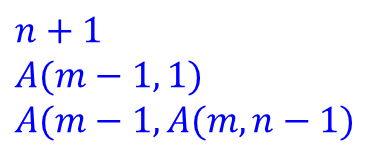 n + 1
A(m − 1, 1)
A(m − 1, A(m, n − 1)